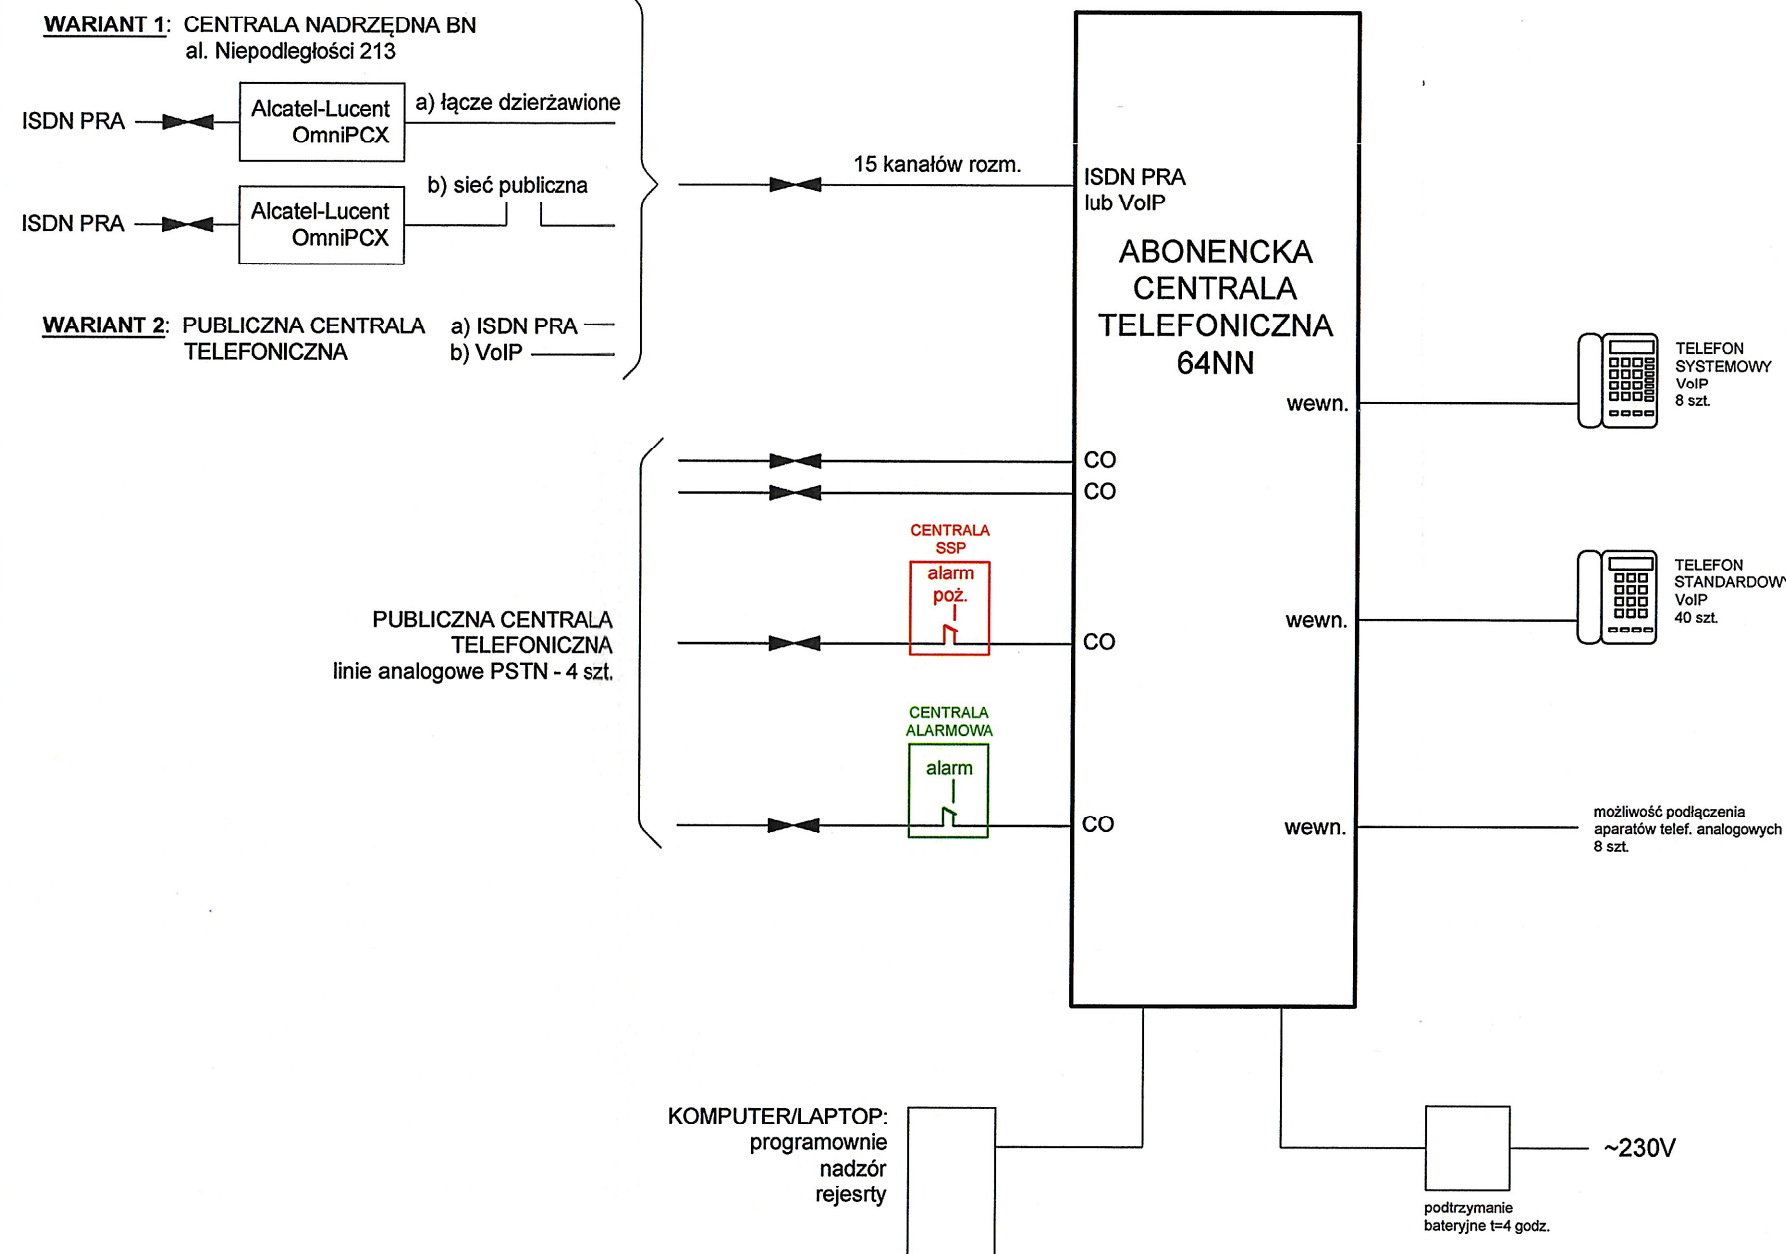 WARIANT 1: CENTRALA NADRZĘDNA BN
al. Niepodległości 213
ISDN PRA
Alcatel-Lucent
OmniPCX
a) łącze dzierżawione
ISDN PRA
Alcatel-Lucent
OmniPCX
b) sieć publiczna
WARIANT 2: PUBLICZNA CENTRALA
TELEFONICZNA
a) ISDN PRA
b) VoIP
15 kanałów rozm.
ISDN PRA
lub VoIP
ABONENCKA
CENTRALA
TELEFONICZNA
64NN
wewn.
TELEFON
SYSTEMOWY
VoIP
8 szt.
CO
CO
CENTRALA
SSP
alarm
poż.
CO
PUBLICZNA CENTRALA
TELEFONICZNA
linie analogowe PSTN - 4 szt.
wewn.
TELEFON
STANDARDOWY
VoIP
40 szt.
CENTRALA
ALARMOWA
alarm
CO
wewn.
możliwość podłączenia
aparatów telef. analogowych
8 szt.
KOMPUTER/LAPTOP:
programownie
nadzór
rejesrty
~230V
podtrzymanie
bateryjne t=4 godz.